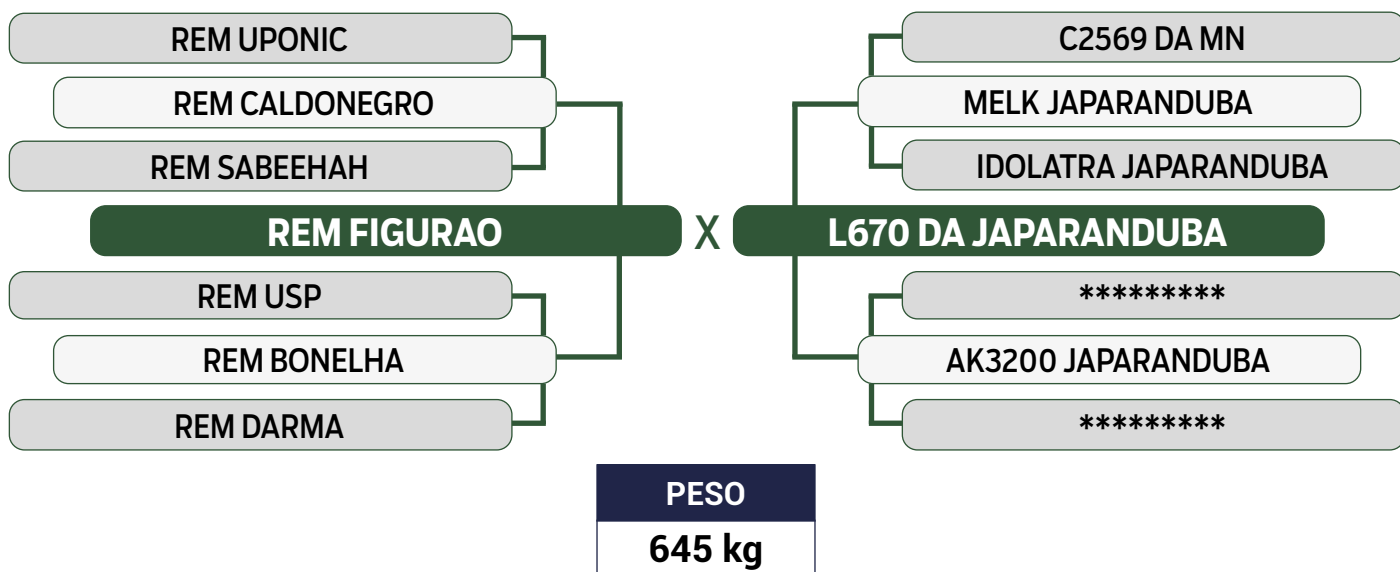 REM UPONIC
C2569 DA MN
REM CALDONEGRO
MELK JAPARANDUBA
REM SABEEHAH
IDOLATRA JAPARANDUBA
REM FIGURAO X L670 DA JAPARANDUBA
REM USP
*********
REM BONELHA
AK3200 JAPARANDUBA
REM DARMA
*********
PESO
645 kg